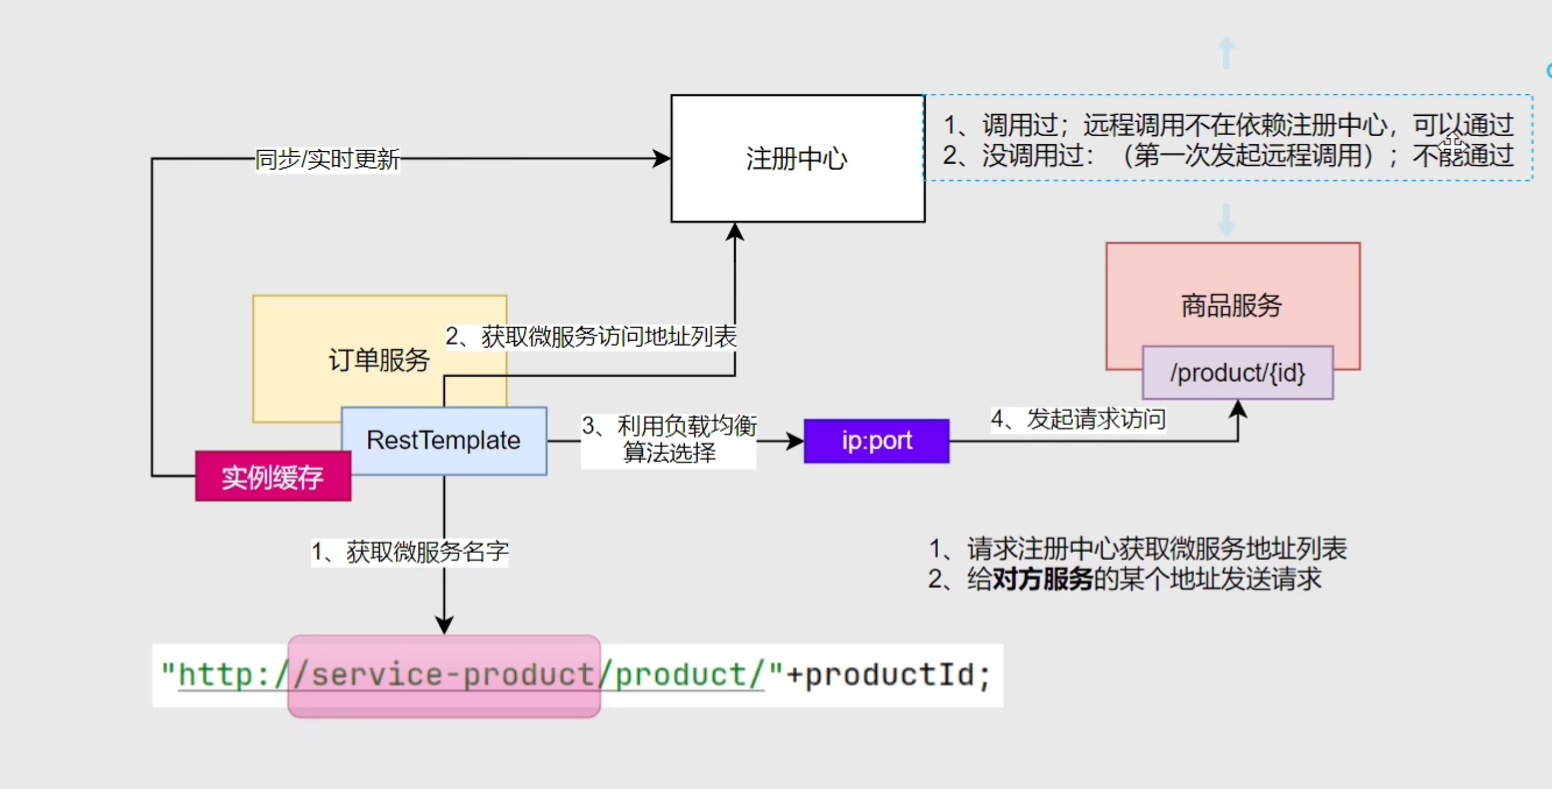 1、调用过；远程调用不在依赖注册中心，可以通过
2、没调用过：（第一次发起远程调用）；不能通过
同步/实时更新
注册中心
商品服务
/product/{id}
2、获取微服务访问地址列表
订单服务
RestTemplate
实例缓存
3、利用负载均衡
算法选择
ip:port
4、发起请求访问
1、获取微服务名字
1、请求注册中心获取微服务地址列表
2、给对方服务的某个地址发送请求
"http://service-product/product/"+productId;